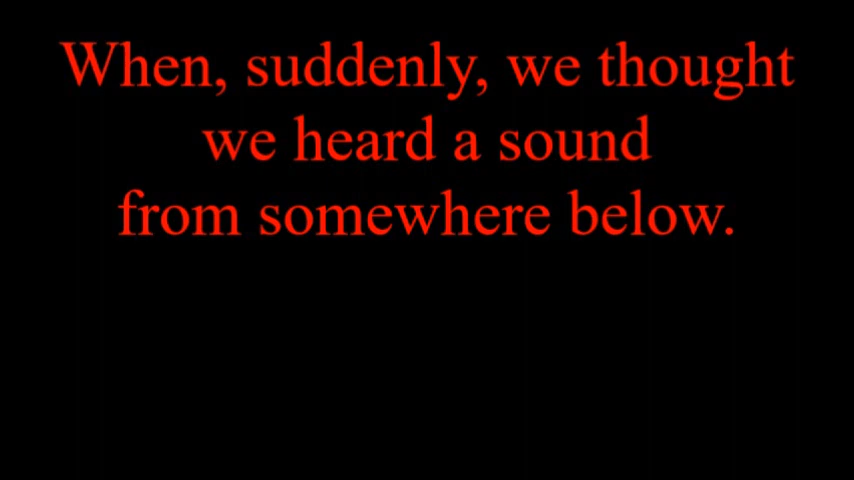 When, suddenly, we thought
we heard a sound
from somewhere below.